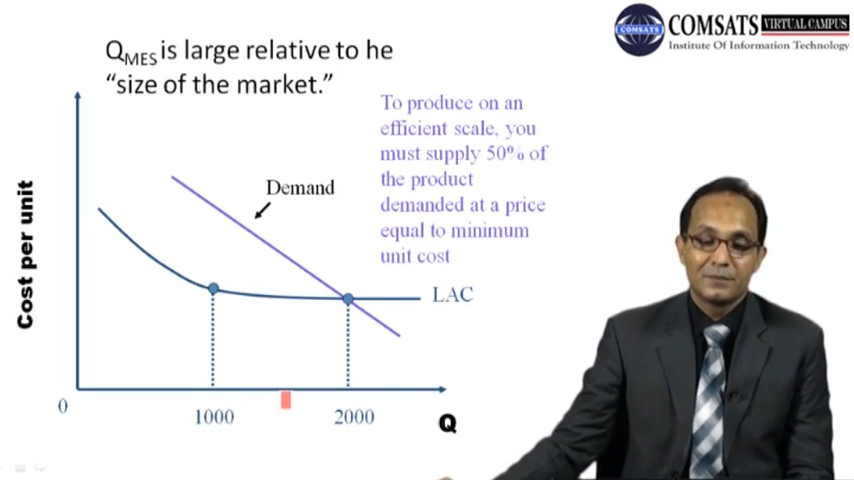 COMSATS VIRTUAL CAMPUS
COMSATS
Institute Of Information Technology
QMES is large relative to he
“size of the market.”
To produce on an
efficient scale, you
must supply 50% of
the product
demanded at a price
equal to minimum
unit cost
Demand
Cost per unit
LAC
0
1000
2000
Q